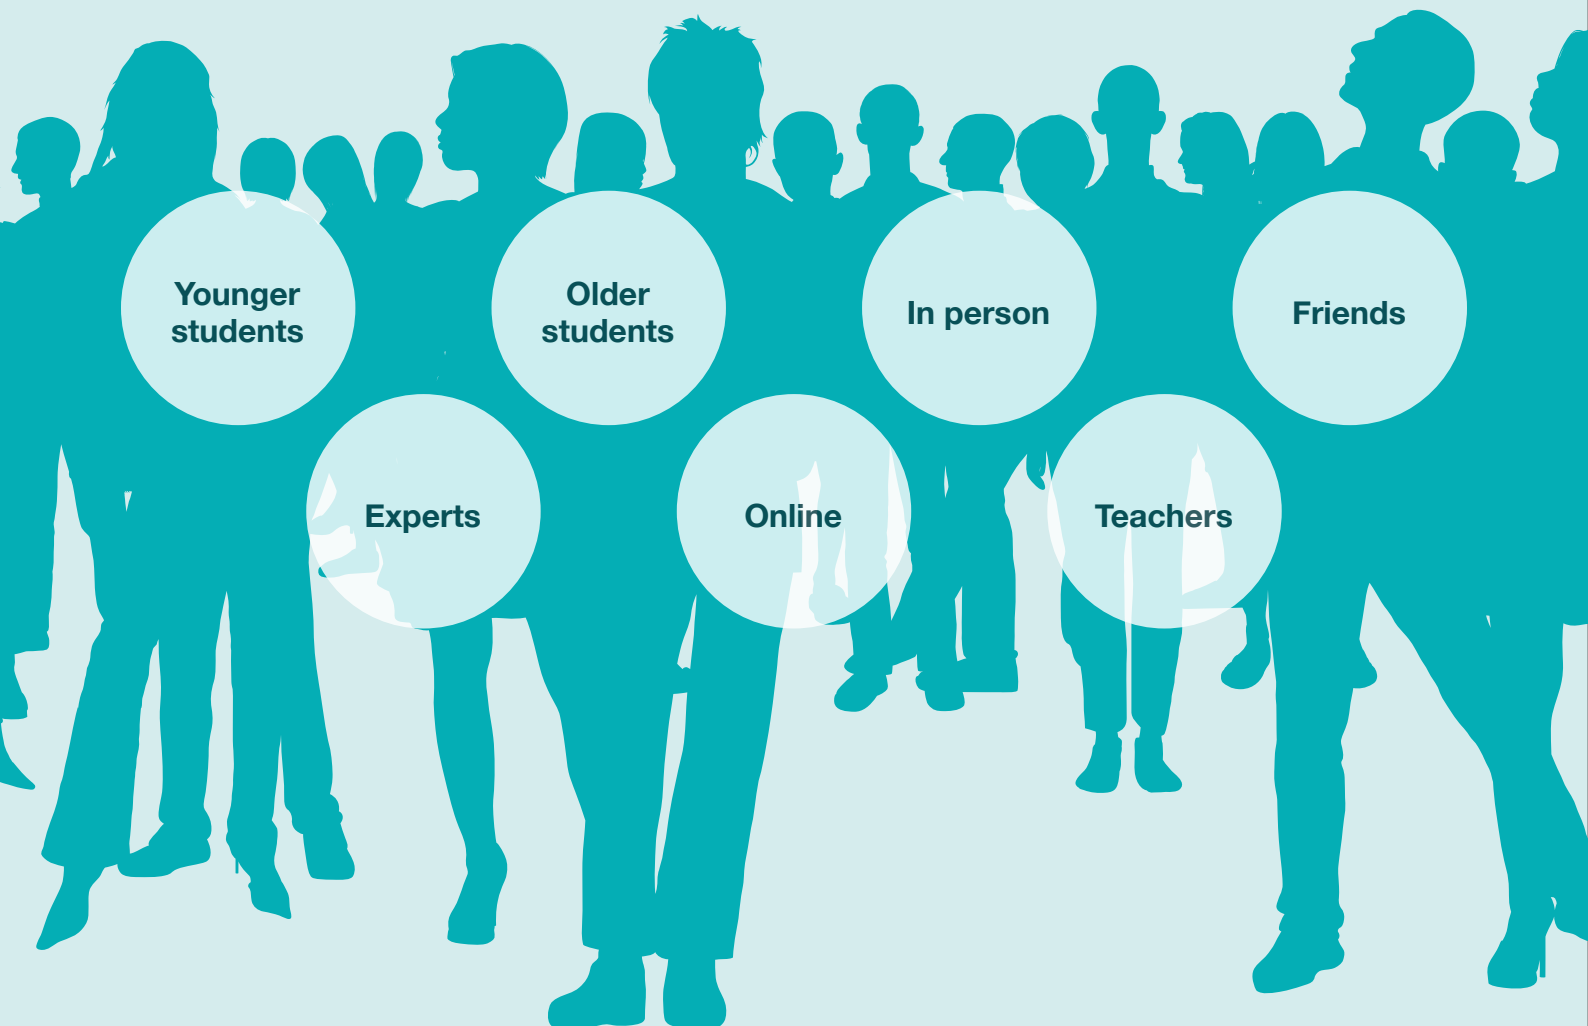 Younger
students
Older
students
In person
Friends
Experts
Online
Teachers